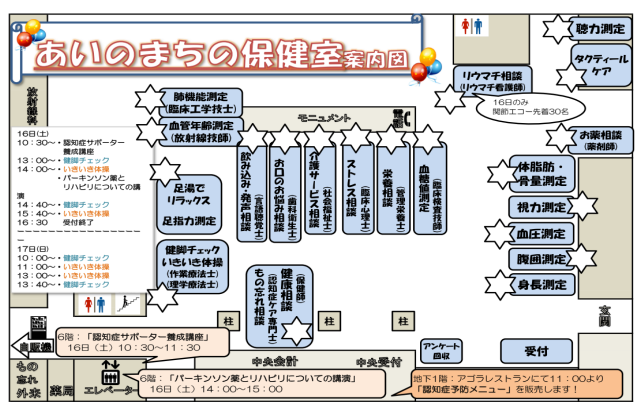 あいのまちの保健室案内図
聴力測定
タクティール
ケア
リウマチ相談
(リウマチ看護師)
16日のみ
関節エコー先着30名
お薬相談
(薬剤師)
放射線科
肺機能測定
(臨床工学技士)
血管年齢測定
(放射線技師)
モニュメント
電話
16日(土)
10:30~・認知症サポーター
養成講座
13:00~・健脚チェック
14:00~・いきいき体操
・パーキンソン薬と
リハビリについての講
演
14:40~・健脚チェック
15:40~・いきいき体操
16:30 受付終了
17日(日)
10:00~・健脚チェック
11:00~・いきいき体操
13:00~・いきいき体操
13:40~・健脚チェック
足湯で
リラックス
足指力測定
健脚チェック
いきいき体操
(作業療法士)
(理学療法士)
飲み込み・発声相談
(言語聴覚士)
お口のお悩み相談
(歯科衛生士)
介護サービス相談
(社会福祉士)
ストレス相談
(臨床心理士)
栄養相談
(管理栄養士)
血糖値測定
(臨床検査技師)
体脂肪・
骨量測定
視力測定
血圧測定
腹囲測定
身長測定
健康相談
(保健師)
もの忘れ相談
(認知症ケア専門士)
柱
柱
柱
柱
玄関
自販機
6階:「認知症サポーター養成講座」
16日(土)10:30~11:30
アンケート
回収
受付
中央会計
中央受付
もの
忘れ
外来
薬局
エレベーター
6階:「パーキンソン薬とリハビリについての講演」
16日(土)14:00~15:00
地下1階:アゴラレストランにて11:00より
「認知症予防メニュー」を販売します!